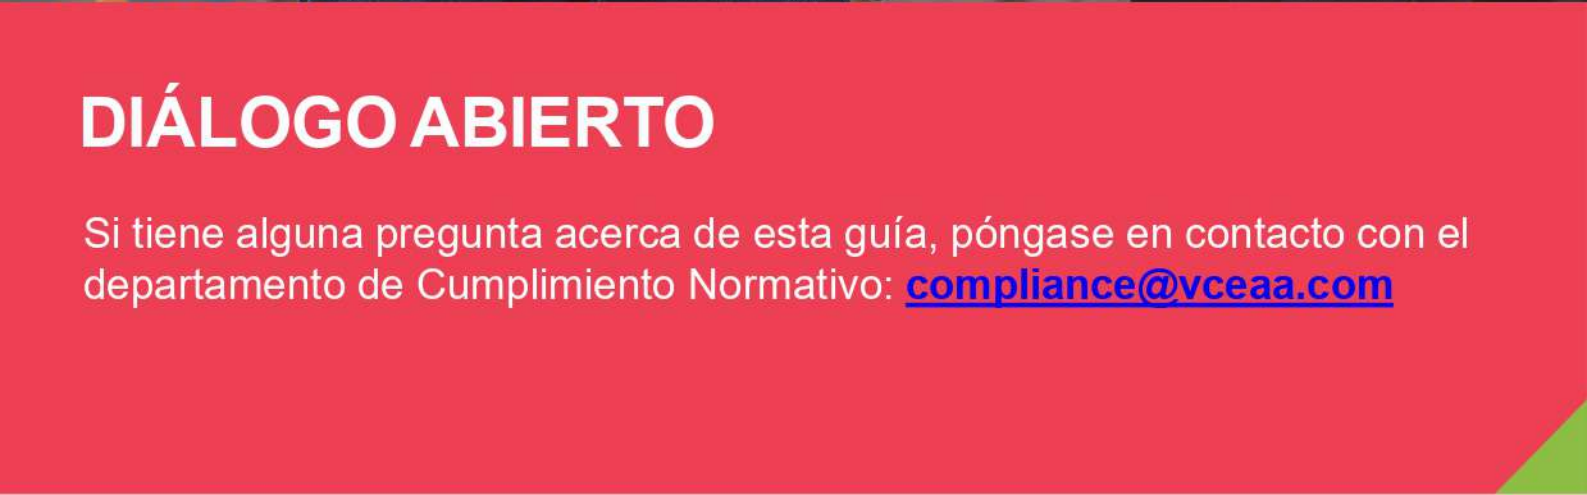 DIÁLOGO ABIERTO
Si tiene alguna pregunta acerca de esta guía, póngase en contacto con el
departamento de Cumplimiento Normativo: compliance@vceaa.com